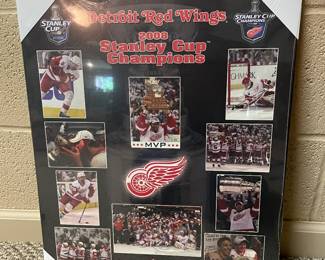 STANLEY CUP
Detroit Red Wings
STANLEY CUP
CHAMPIONS
2008
Stanley Cup
Champions
MVP